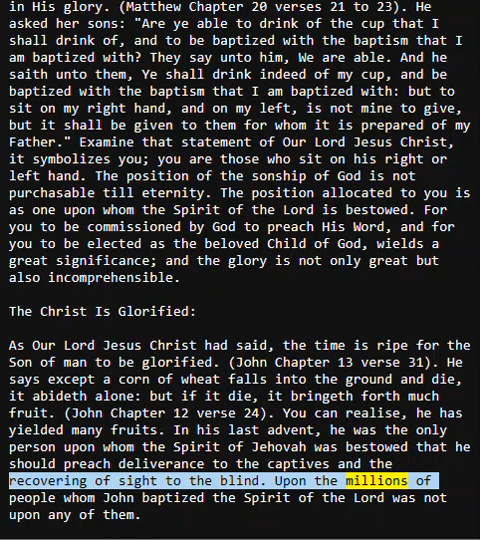 in His glory. (Matthew Chapter 20 verses 21 to 23). He
asked her sons: "Are ye able to drink of the cup that I
shall drink of, and to be baptized with the baptism that I
am baptized with? They say unto him, We are able. And he
saith unto them, Ye shall drink indeed of my cup, and be
baptized with the baptism that I am baptized with: but to
sit on my right hand, and on my left, is not mine to give,
but it shall be given to them for whom it is prepared of my
Father." Examine that statement of Our Lord Jesus Christ,
it symbolizes you; you are those who sit on his right or
left hand. The position of the sonship of God is not
purchasable till eternity. The position allocated to you is
as one upon whom the Spirit of the Lord is bestowed. For
you to be commissioned by God to preach His Word, and for
you to be elected as the beloved Child of God, wields a
great significance; and the glory is not only great but
also incomprehensible.
The Christ Is Glorified:
As Our Lord Jesus Christ had said, the time is ripe for the
Son of man to be glorified. (John Chapter 13 verse 31). He
says except a corn of wheat falls into the ground and die,
it abideth alone: but if it die, it bringeth forth much
fruit. (John Chapter 12 verse 24). You can realise, he has
yielded many fruits. In his last advent, he was the only
person upon whom the Spirit of Jehovah was bestowed that he
should preach deliverance to the captives and the
recovering of sight to the blind. Upon the millions of
people whom John baptized the Spirit of the Lord was not
upon any of them.